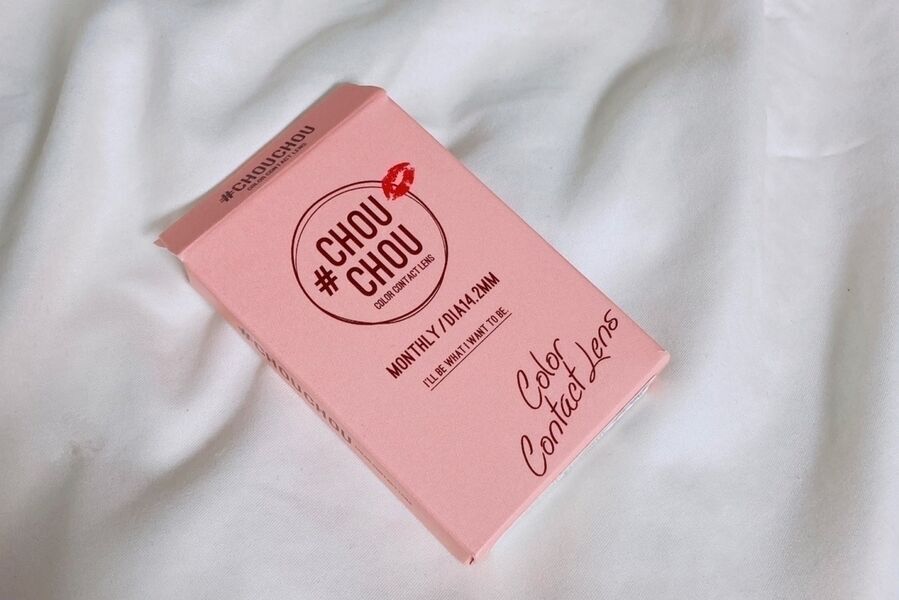 #CHOUCHOU
COLOR CONTACT LENS
#CHOU
CHOU
COLOR CONTACT LENS
MONTHLY/DIA14.2MM
I'LL BE WHAT I WANT TO BE.
Color
Contact Lens
#CHOUCHOU